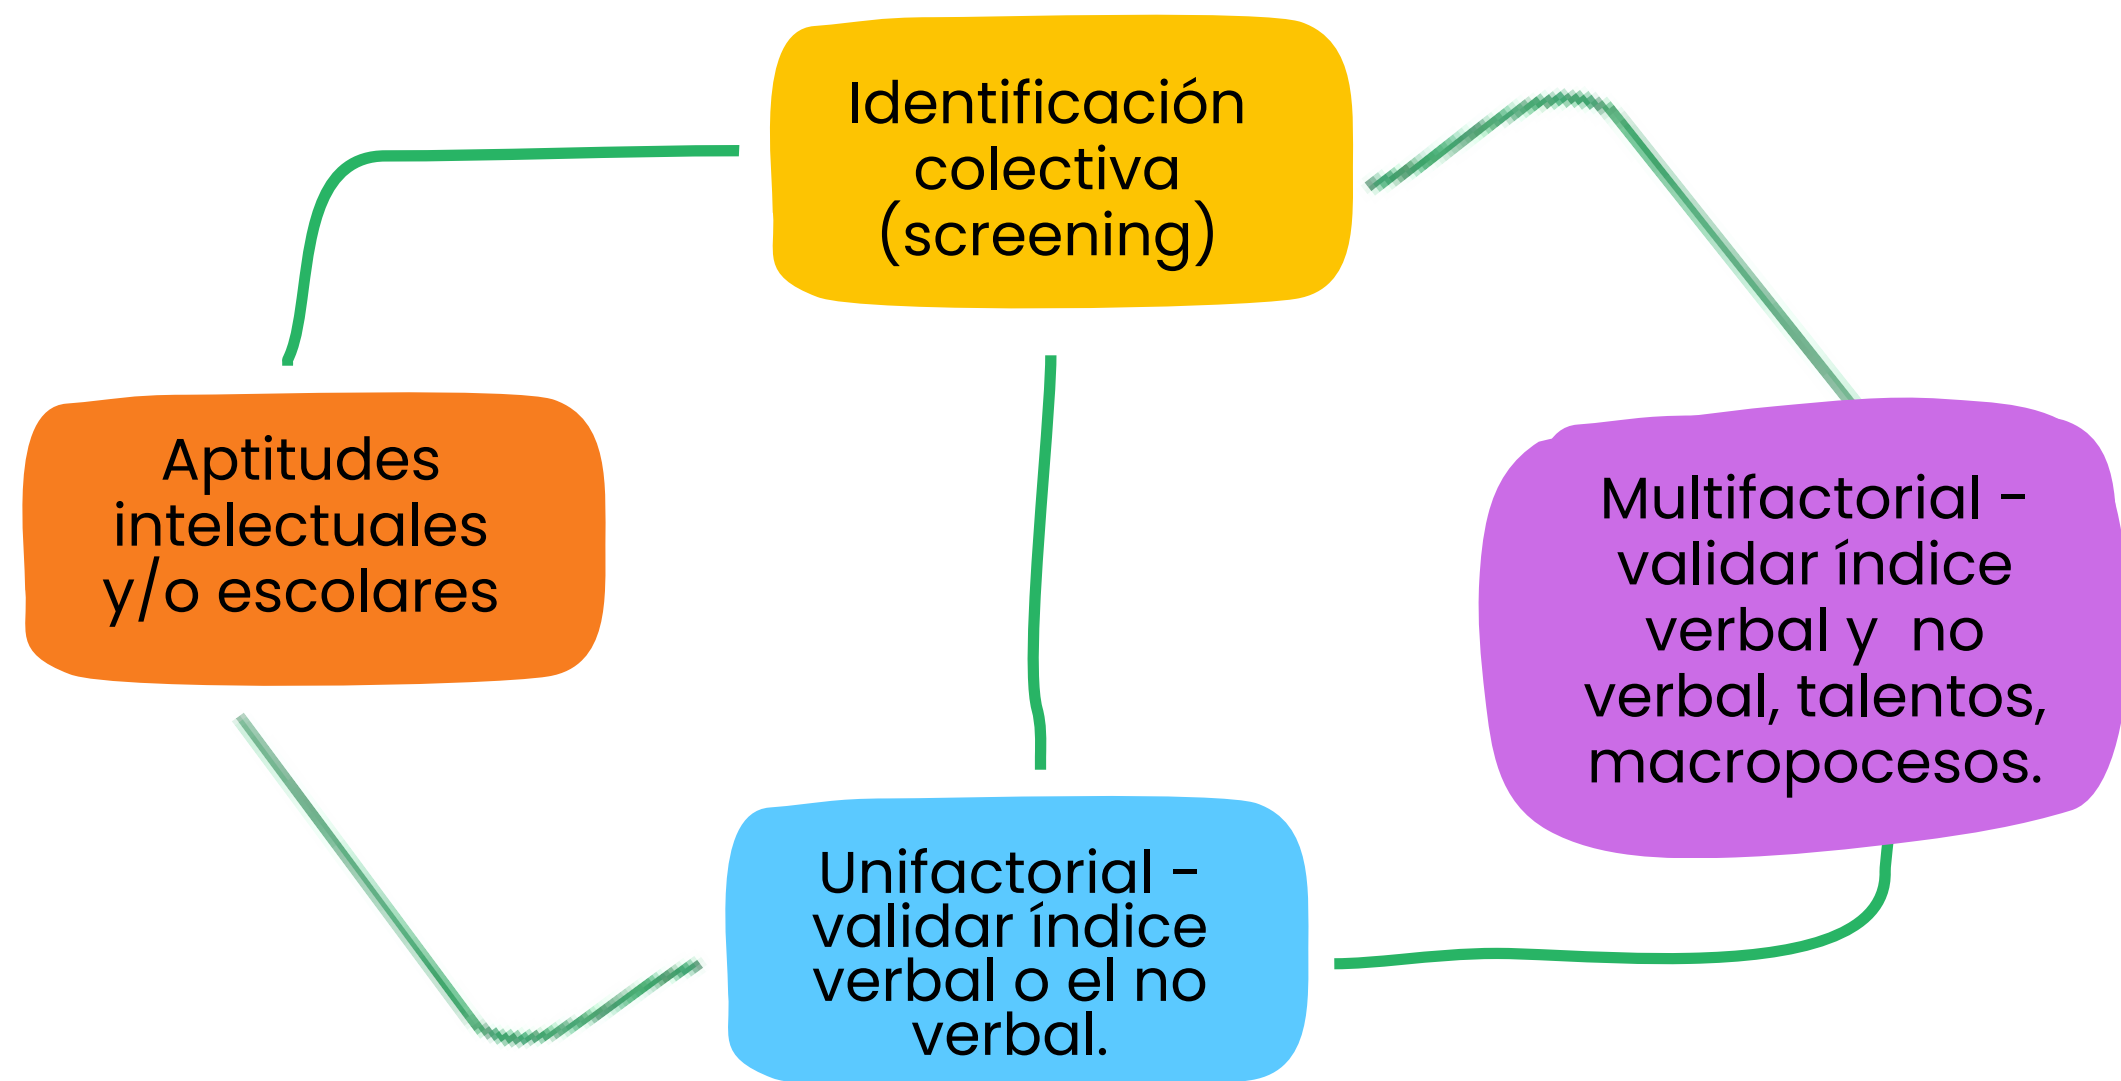 Identificación
colectiva
(screening)
Aptitudes
intelectuales
y/o escolares
Multifactorial -
validar índice
verbal y no
verbal, talentos,
macropocesos.
Unifactorial -
validar índice
verbal o el no
verbal.